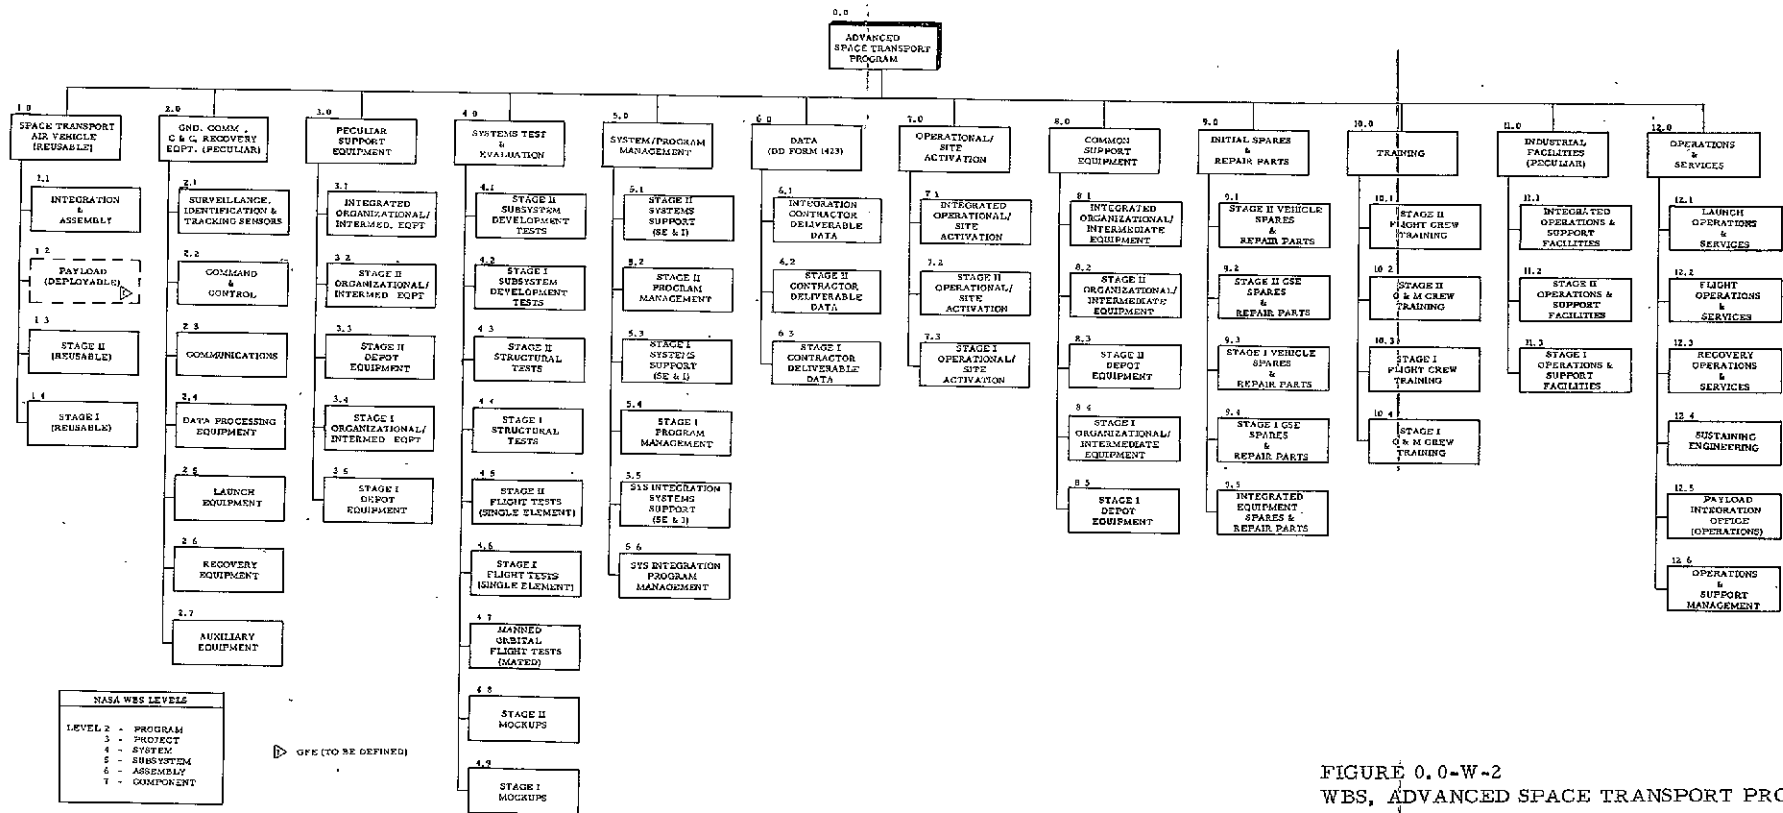 0.0
ADVANCED
SPACE TRANSPORT
PROGRAM
1.0
SPACE TRANSPORT
AIR VEHICLE
(REUSABLE)
1.1
INTEGRATION
&
ASSEMBLY
1.2
PAYLOAD
(DEPLOYABLE)
1.3
STAGE II
(REUSABLE)
1.4
STAGE I
(REUSABLE)
2.0
GND. COMM.,
C & C, RECOVERY
EQPT. (PECULIAR)
2.1
SURVEILLANCE,
IDENTIFICATION &
TRACKING SENSORS
2.2
COMMAND
&
CONTROL
2.3
COMMUNICATIONS
2.4
DATA PROCESSING
EQUIPMENT
2.5
LAUNCH
EQUIPMENT
2.6
RECOVERY
EQUIPMENT
2.7
AUXILIARY
EQUIPMENT
3.0
PECULIAR
SUPPORT
EQUIPMENT
3.1
INTEGRATED
ORGANIZATIONAL/
INTERMED. EQPT
3.2
STAGE II
ORGANIZATIONAL/
INTERMED EQPT
3.3
STAGE II
DEPOT
EQUIPMENT
3.4
STAGE I
ORGANIZATIONAL/
INTERMED EQPT
3.5
STAGE I
DEPOT
EQUIPMENT
4.0
SYSTEMS TEST
&
EVALUATION
4.1
STAGE II
SUBSYSTEM
DEVELOPMENT
TESTS
4.2
STAGE I
SUBSYSTEM
DEVELOPMENT
TESTS
4.3
STAGE II
STRUCTURAL
TESTS
4.4
STAGE I
STRUCTURAL
TESTS
4.5
STAGE II
FLIGHT TESTS
(SINGLE ELEMENT)
4.6
STAGE I
FLIGHT TESTS
(SINGLE ELEMENT)
4.7
MANNED
ORBITAL
FLIGHT TESTS
(MATED)
4.8
STAGE II
MOCKUPS
4.9
STAGE I
MOCKUPS
5.0
SYSTEM/PROGRAM
MANAGEMENT
5.1
STAGE II
SYSTEMS
SUPPORT
(SE & I)
5.2
STAGE II
PROGRAM
MANAGEMENT
5.3
STAGE I
SYSTEMS
SUPPORT
(SE & I)
5.4
STAGE I
PROGRAM
MANAGEMENT
5.5
SYS INTEGRATION
SYSTEMS
SUPPORT
(SE & I)
5.6
SYS INTEGRATION
PROGRAM
MANAGEMENT
6.0
DATA
(DD FORM 1423)
6.1
INTEGRATION
CONTRACTOR
DELIVERABLE
DATA
6.2
STAGE II
CONTRACTOR
DELIVERABLE
DATA
6.3
STAGE I
CONTRACTOR
DELIVERABLE
DATA
7.0
OPERATIONAL/
SITE
ACTIVATION
7.1
INTEGRATED
OPERATIONAL/
SITE
ACTIVATION
7.2
STAGE II
OPERATIONAL/
SITE
ACTIVATION
7.3
STAGE I
OPERATIONAL/
SITE
ACTIVATION
8.0
COMMON
SUPPORT
EQUIPMENT
8.1
INTEGRATED
ORGANIZATIONAL/
INTERMEDIATE
EQUIPMENT
8.2
STAGE II
ORGANIZATIONAL/
INTERMEDIATE
EQUIPMENT
8.3
STAGE II
DEPOT
EQUIPMENT
8.4
STAGE I
ORGANIZATIONAL/
INTERMEDIATE
EQUIPMENT
8.5
STAGE I
DEPOT
EQUIPMENT
9.0
INITIAL SPARES
&
REPAIR PARTS
9.1
STAGE II VEHICLE
SPARES
&
REPAIR PARTS
9.2
STAGE II GSE
SPARES
&
REPAIR PARTS
9.3
STAGE I VEHICLE
SPARES
&
REPAIR PARTS
9.4
STAGE I GSE
SPARES
&
REPAIR PARTS
9.5
INTEGRATED
EQUIPMENT
SPARES &
REPAIR PARTS
10.0
TRAINING
10.1
STAGE II
FLIGHT CREW
TRAINING
10.2
STAGE II
O & M CREW
TRAINING
10.3
STAGE I
FLIGHT CREW
TRAINING
10.4
STAGE I
O & M CREW
TRAINING
11.0
INDUSTRIAL
FACILITIES
(PECULIAR)
11.1
INTEGRATED
OPERATIONS &
SUPPORT
FACILITIES
11.2
STAGE II
OPERATIONS &
SUPPORT
FACILITIES
11.3
STAGE I
OPERATIONS &
SUPPORT
FACILITIES
12.0
OPERATIONS
&
SERVICES
12.1
LAUNCH
OPERATIONS
&
SERVICES
12.2
FLIGHT
OPERATIONS
&
SERVICES
12.3
RECOVERY
OPERATIONS
&
SERVICES
12.4
SUSTAINING
ENGINEERING
12.5
PAYLOAD
INTEGRATION
OFFICE
(OPERATIONS)
12.6
OPERATIONS
&
SUPPORT
MANAGEMENT
NASA WBS LEVELS
LEVEL 2 - PROGRAM
3 - PROJECT
4 - SYSTEM
5 - SUBSYSTEM
6 - ASSEMBLY
7 - COMPONENT
GFE (TO BE DEFINED)
FIGURE 0.0-W-2
WBS, ADVANCED SPACE TRANSPORT PRO